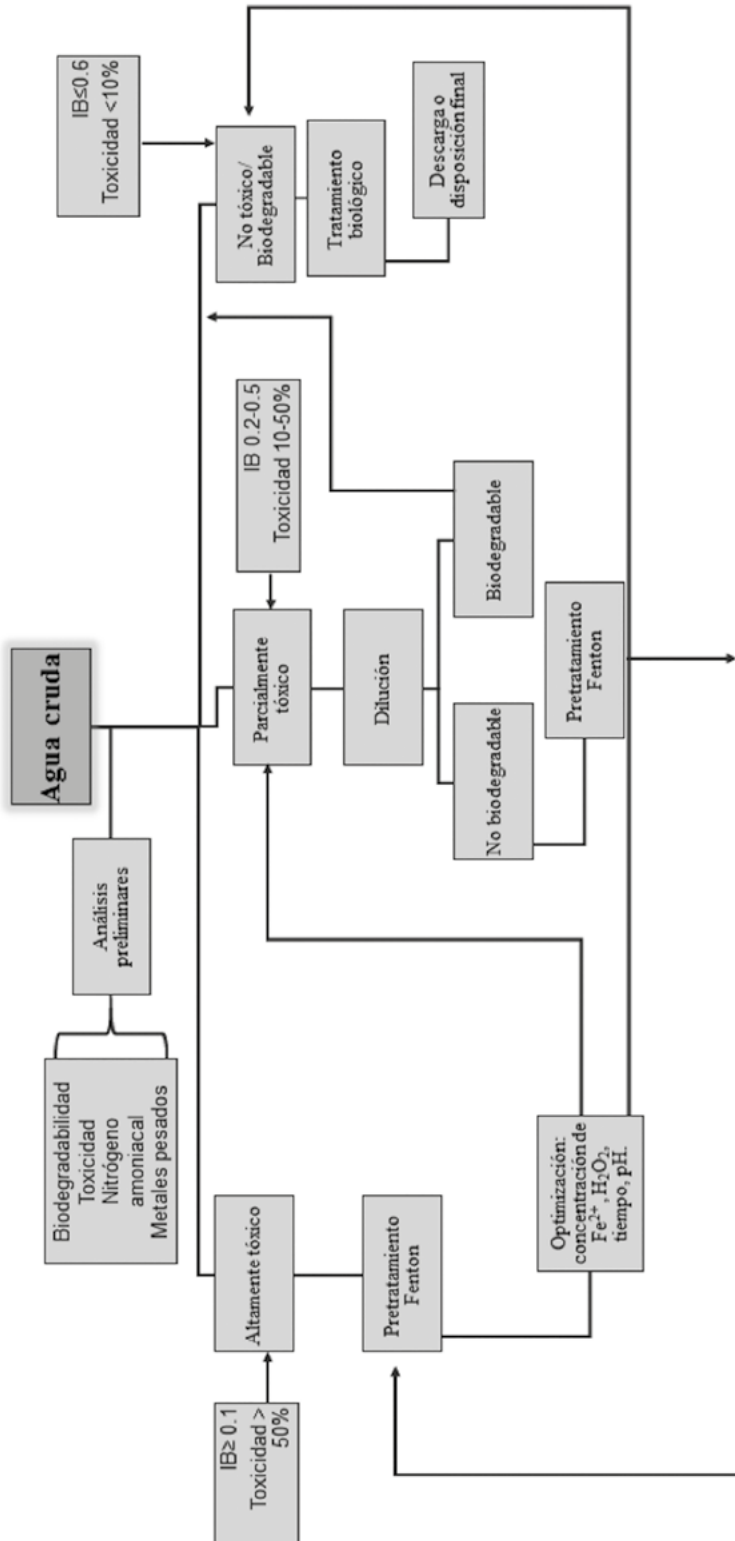 Agua cruda
Análisis
preliminares
Biodegradabilidad
Toxicidad
Nitrógeno
amoniacal
Metales pesados
IB≥ 0.1
Toxicidad >
50%
Altamente tóxico
Pretratamiento
Fenton
Optimización:
concentración de
Fe²⁺, H₂O₂,
tiempo, pH.
Parcialmente
tóxico
IB 0.2-0.5
Toxicidad 10-50%
Dilución
No biodegradable
Biodegradable
Pretratamiento
Fenton
IB≤0.6
Toxicidad <10%
No tóxico/
Biodegradable
Tratamiento
biológico
Descarga o
disposición final